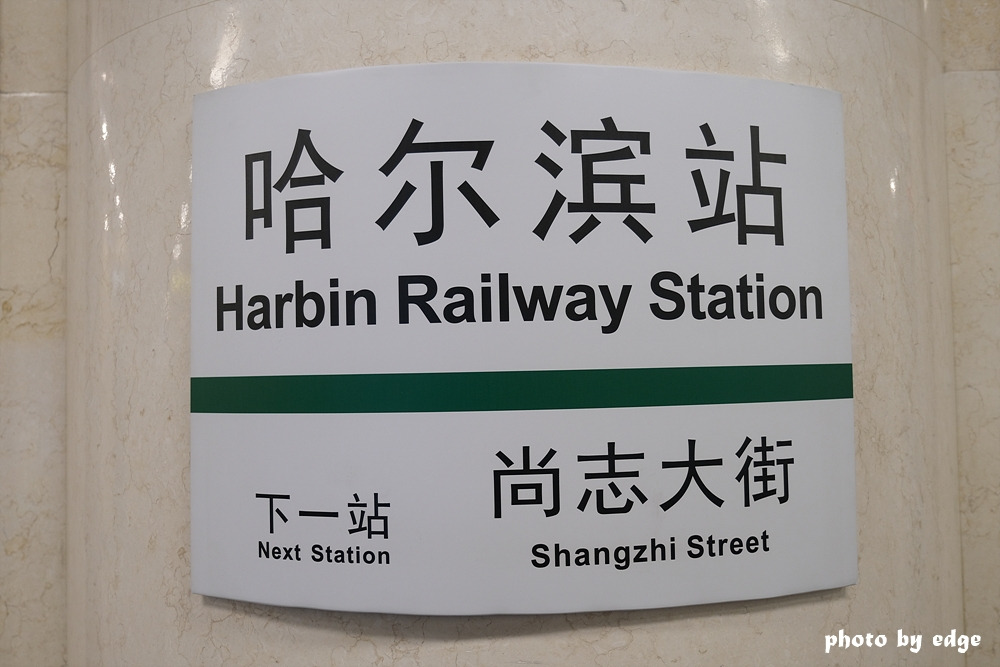 哈尔滨站
Harbin Railway Station
下一站
Next Station
尚志大街
Shangzhi Street
photo by edge